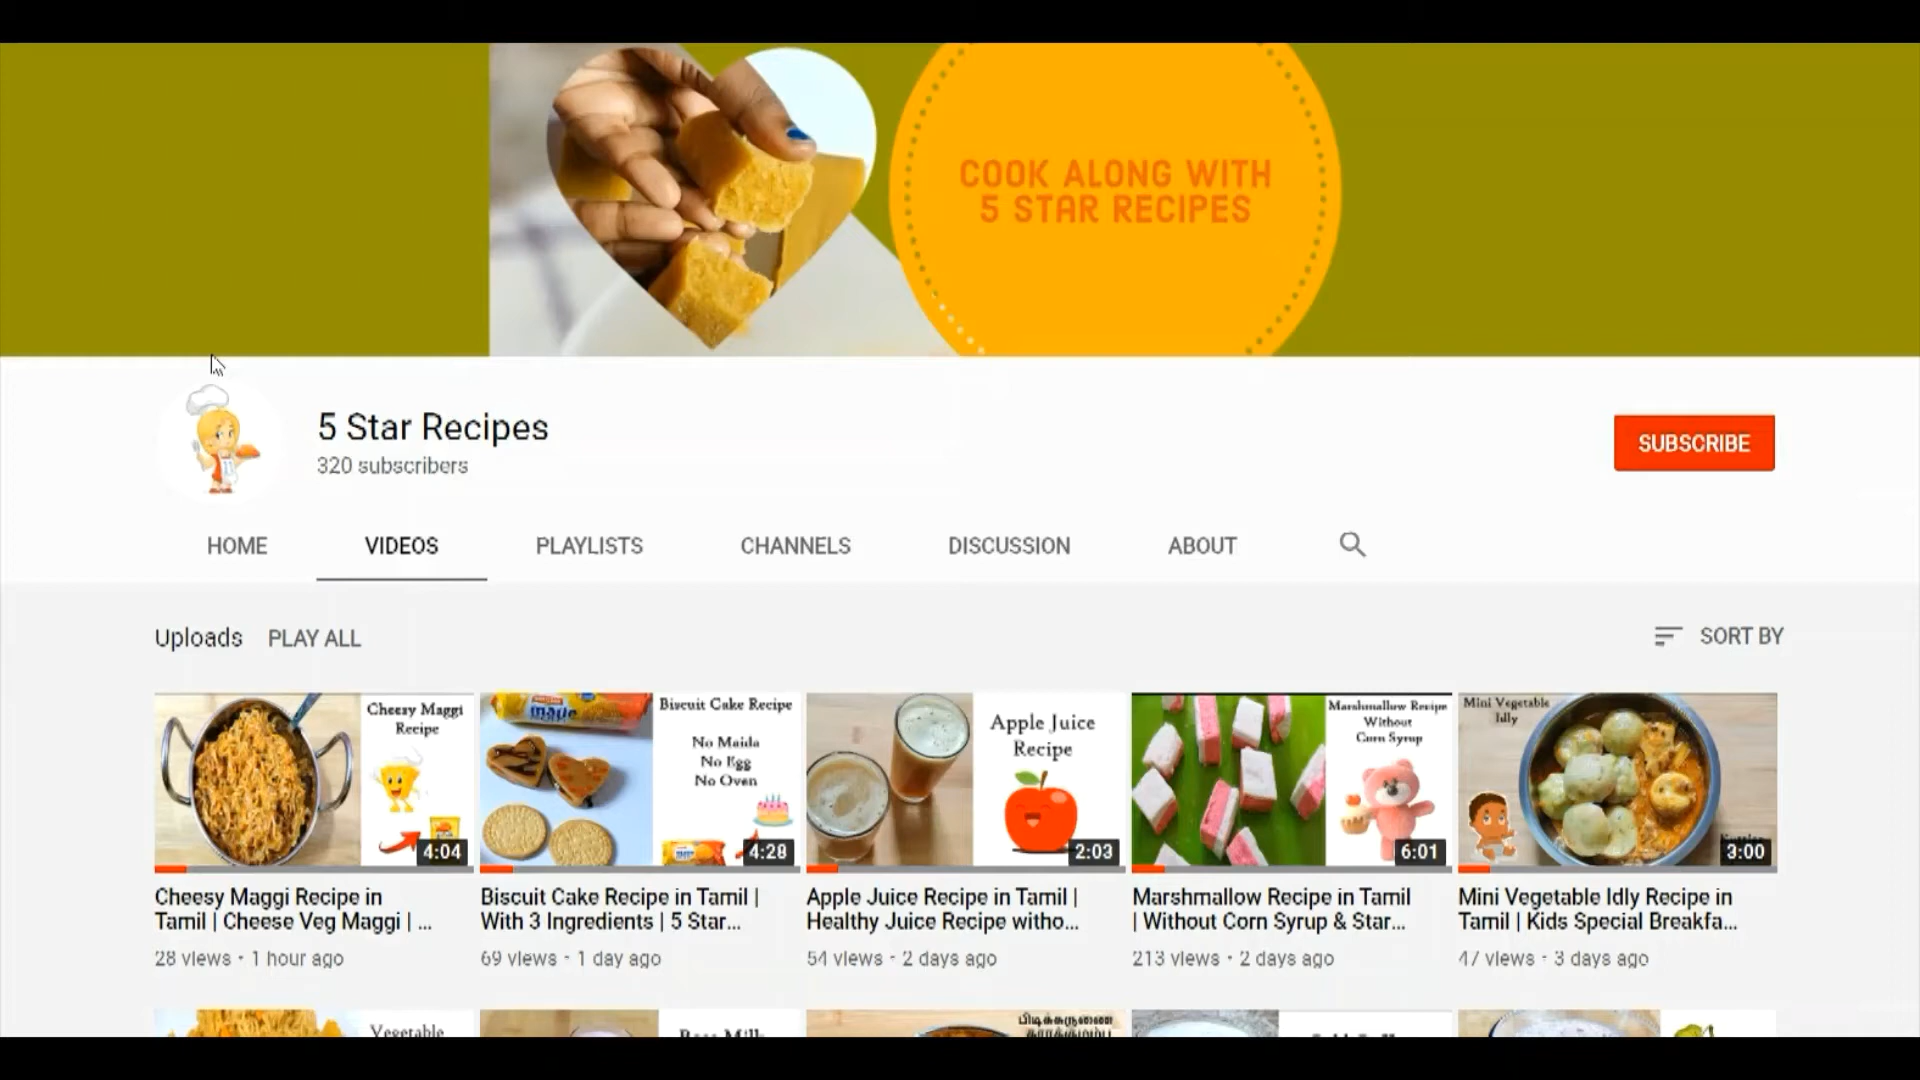 COOK ALONG WITH
5 STAR RECIPES
5 Star Recipes
320 subscribers
SUBSCRIBE
HOME
VIDEOS
PLAYLISTS
CHANNELS
DISCUSSION
ABOUT
Uploads
PLAY ALL
SORT BY
Cheesy Maggi
Recipe
4:04
Biscuit Cake Recipe
No Maida
No Egg
No Oven
4:28
Apple Juice
Recipe
2:03
Marshmallow Recipe
Without
Corn Syrup
6:01
Mini Vegetable
Idly
3:00
Cheesy Maggi Recipe in
Tamil | Cheese Veg Maggi | ...
28 views • 1 hour ago
Biscuit Cake Recipe in Tamil |
With 3 Ingredients | 5 Star...
69 views • 1 day ago
Apple Juice Recipe in Tamil |
Healthy Juice Recipe witho...
54 views • 2 days ago
Marshmallow Recipe in Tamil
| Without Corn Syrup & Star...
213 views • 2 days ago
Mini Vegetable Idly Recipe in
Tamil | Kids Special Breakfa...
47 views • 3 days ago
Vegetable
பிடிக்கருணை